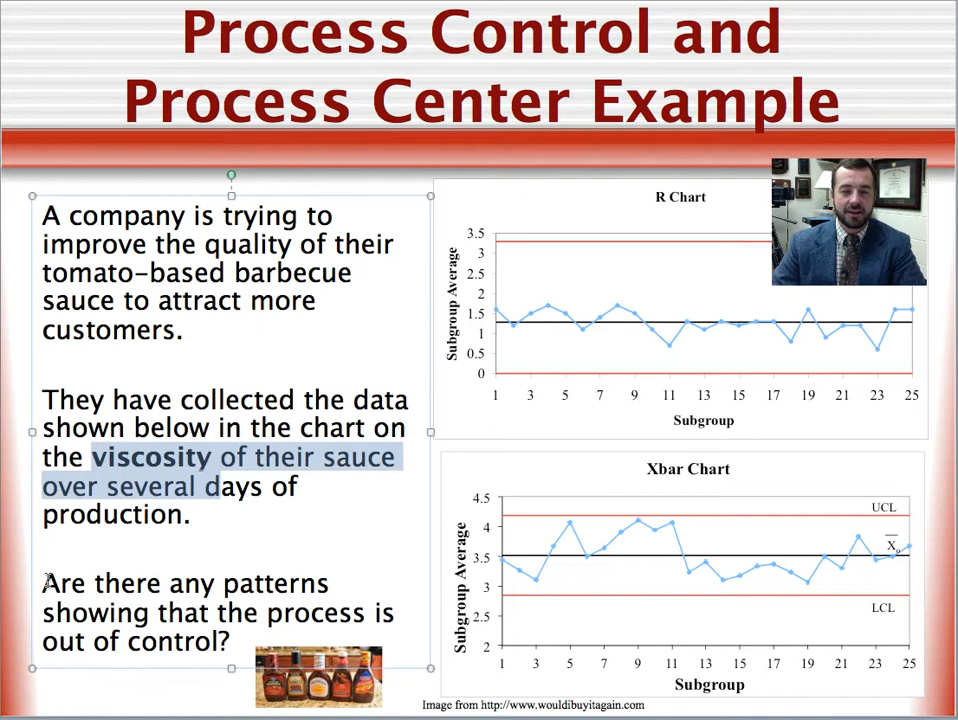 Process Control and
Process Center Example
A company is trying to
improve the quality of their
tomato-based barbecue
sauce to attract more
customers.
They have collected the data
shown below in the chart on
the viscosity of their sauce
over several days of
production.
Are there any patterns
showing that the process is
out of control?
R Chart
Subgroup Average
3.5
3
2.5
2
1.5
1
0.5
0
1 3 5 7 9 11 13 15 17 19 21 23 25
Subgroup
Xbar Chart
Subgroup Average
4.5
4
3.5
3
2.5
2
UCL
X̅o
LCL
1 3 5 7 9 11 13 15 17 19 21 23 25
Subgroup
Image from http://www.wouldibuyitagain.com